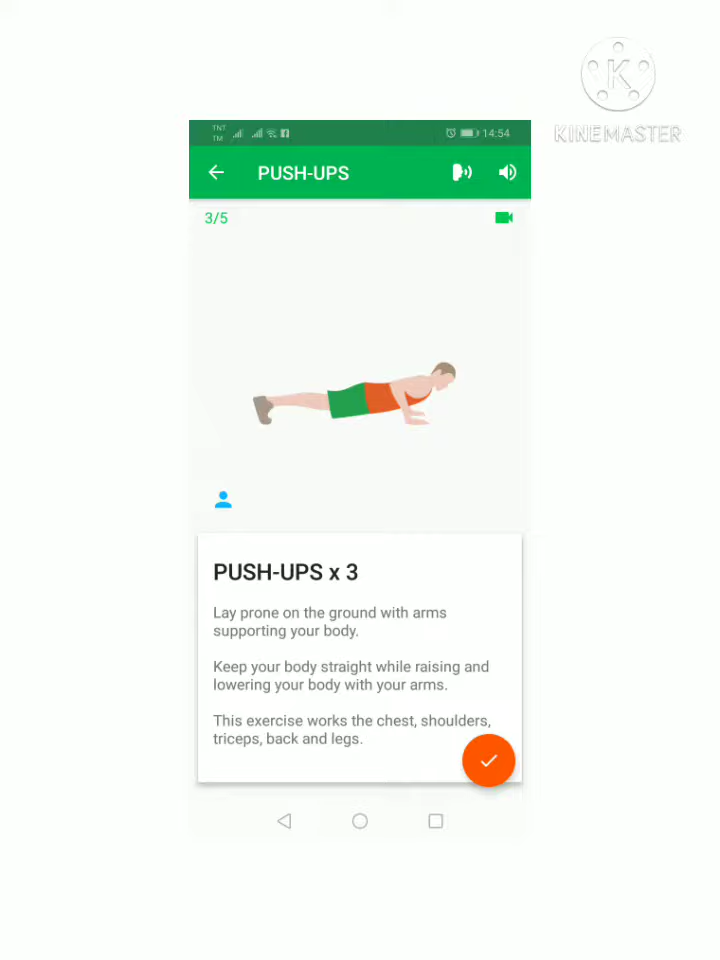 K
KINEMASTER
TNT
TM
14:54
PUSH-UPS
3/5
PUSH-UPS x 3
Lay prone on the ground with arms
supporting your body.
Keep your body straight while raising and
lowering your body with your arms.
This exercise works the chest, shoulders,
triceps, back and legs.